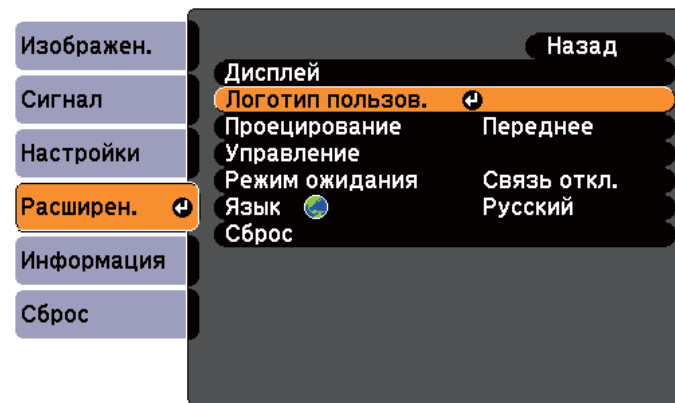 Изображен.
Сигнал
Настройки
Расширен.
Информация
Сброс
Назад
Дисплей
Логотип пользов.
Проецирование Переднее
Управление
Режим ожидания Связь откл.
Язык Русский
Сброс